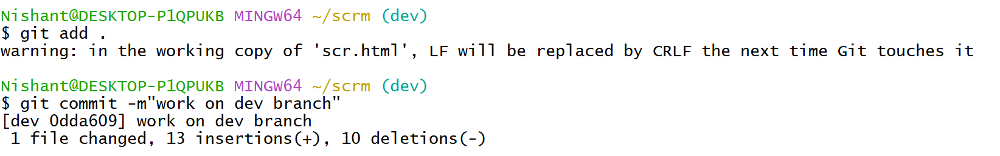 Nishant@DESKTOP-P1QPUKB MINGW64 ~/scrm (dev)
$ git add .
warning: in the working copy of 'scr.html', LF will be replaced by CRLF the next time Git touches it
Nishant@DESKTOP-P1QPUKB MINGW64 ~/scrm (dev)
$ git commit -m"work on dev branch"
[dev 0dda609] work on dev branch
 1 file changed, 13 insertions(+), 10 deletions(-)